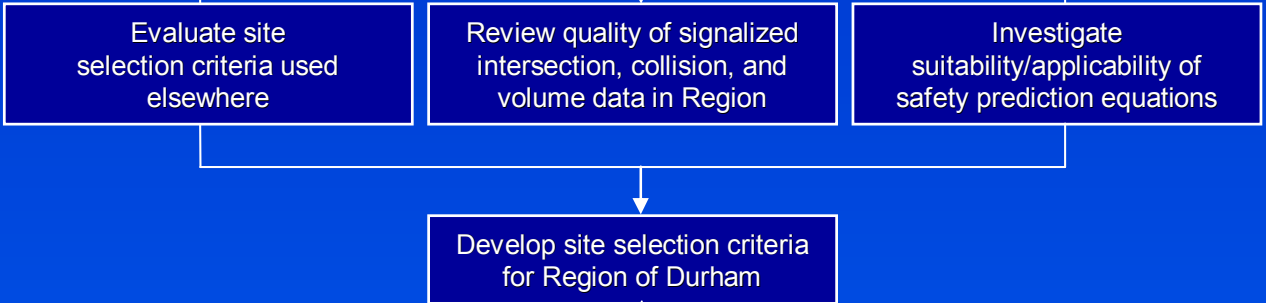 Evaluate site
selection criteria used
elsewhere
Review quality of signalized
intersection, collision, and
volume data in Region
Investigate
suitability/applicability of
safety prediction equations
Develop site selection criteria
for Region of Durham